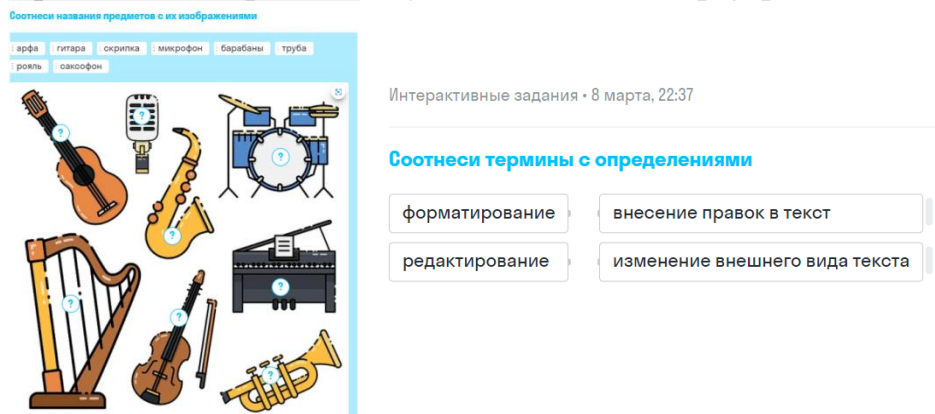 Соотнеси названия предметов с их изображениями
арфа гитара скрипка микрофон барабаны труба
рояль саксофон
?
?
?
?
?
?
?
?
Интерактивные задания • 8 марта, 22:37
Соотнеси термины с определениями
форматирование внесение правок в текст
редактирование изменение внешнего вида текста